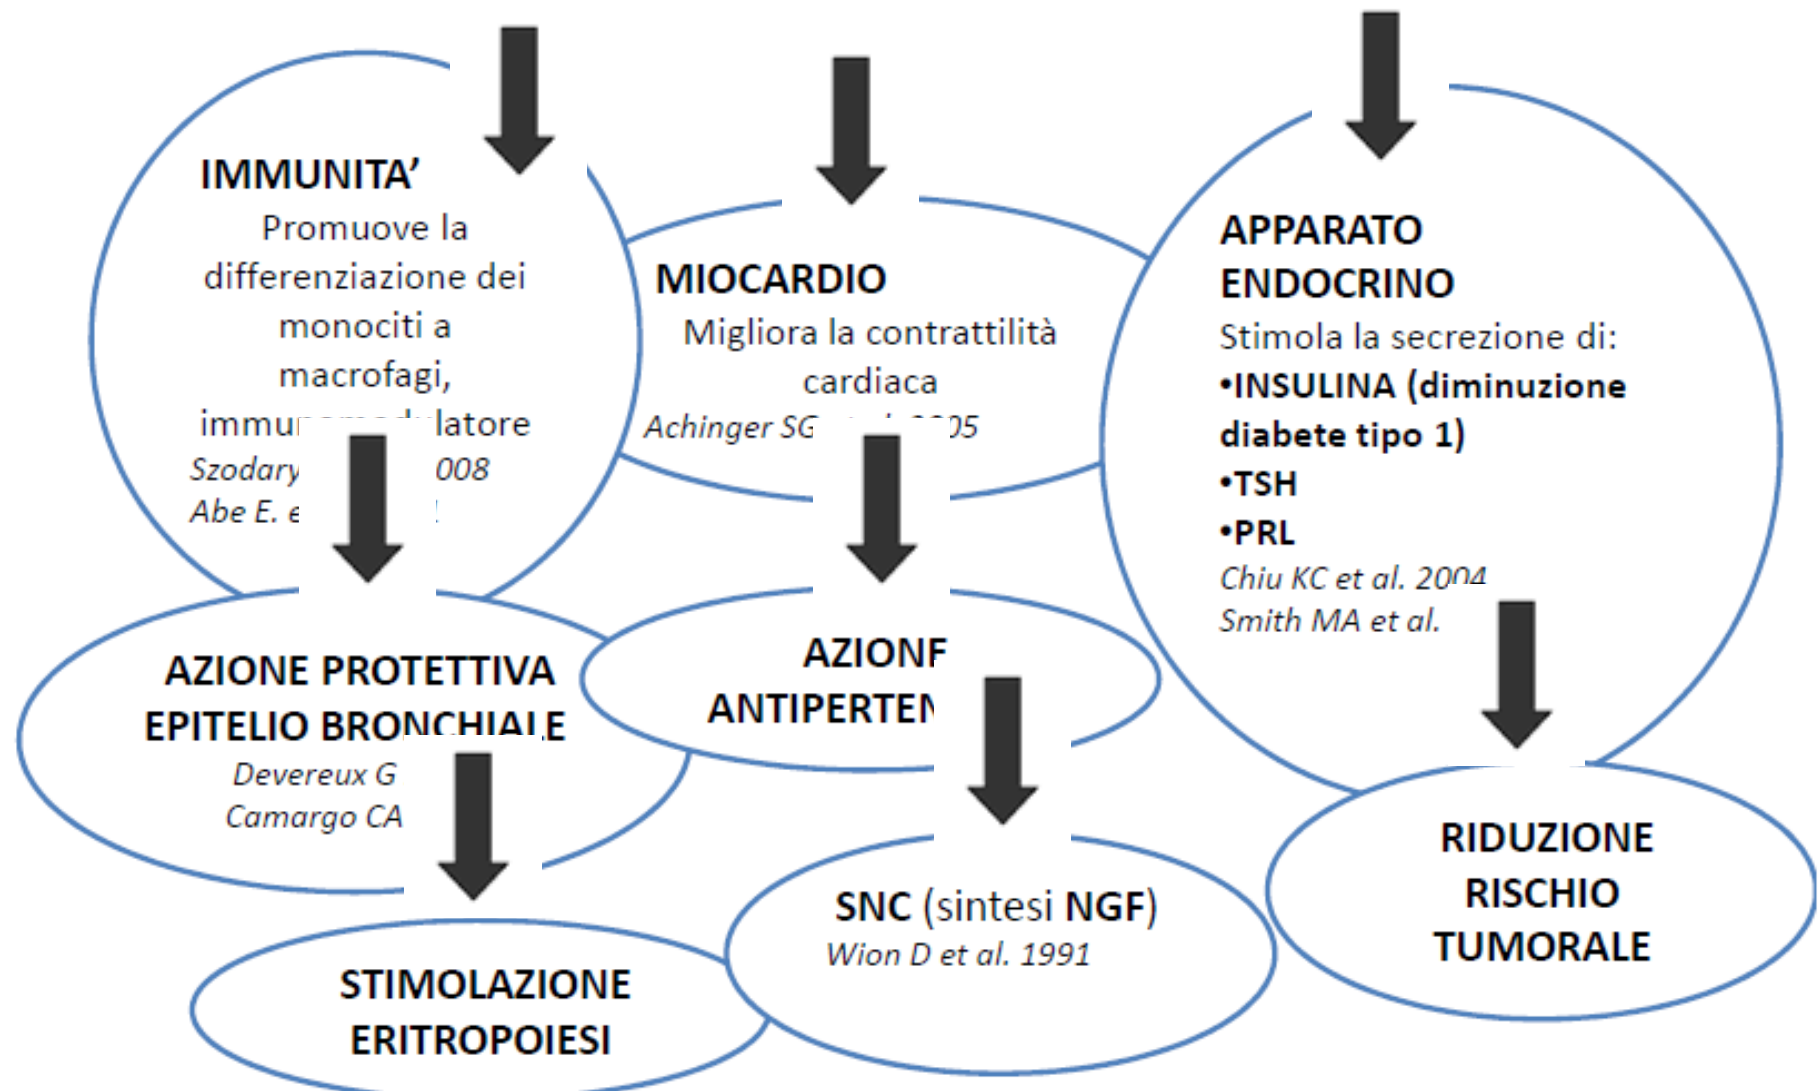 IMMUNITA’
Promuove la
differenziazione dei
monociti a
macrofagi,
Szodary 008
Abe E.
MIOCARDIO
Migliora la contrattilità
cardiaca
Achinger SG
APPARATO
ENDOCRINO
Stimola la secrezione di:
•INSULINA (diminuzione
diabete tipo 1)
•TSH
•PRL
Chiu KC et al. 2004
Smith MA et al.
AZIONE PROTETTIVA
EPITELIO BRONCHIALE
Devereux G
Camargo CA
AZIONE
ANTIPERTEN
STIMOLAZIONE
ERITROPOIESI
SNC (sintesi NGF)
Wion D et al. 1991
RIDUZIONE
RISCHIO
TUMORALE